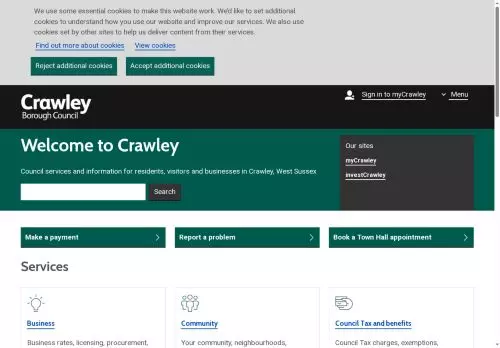 We use some essential cookies to make this website work. We'd like to set additional
cookies to understand how you use our website and improve our services. We also use
cookies set by other sites to help us deliver content from their services.
Find out more about cookies View cookies
Reject additional cookies Accept additional cookies
Crawley
Borough Council
Sign in to myCrawley Menu
Welcome to Crawley
Council services and information for residents, visitors and businesses in Crawley, West Sussex
Search
Our sites
myCrawley
investCrawley
Make a payment
Report a problem
Book a Town Hall appointment
Services
Business
Business rates, licensing, procurement,
Community
Your community, neighbourhoods,
Council Tax and benefits
Council Tax charges, exemptions,